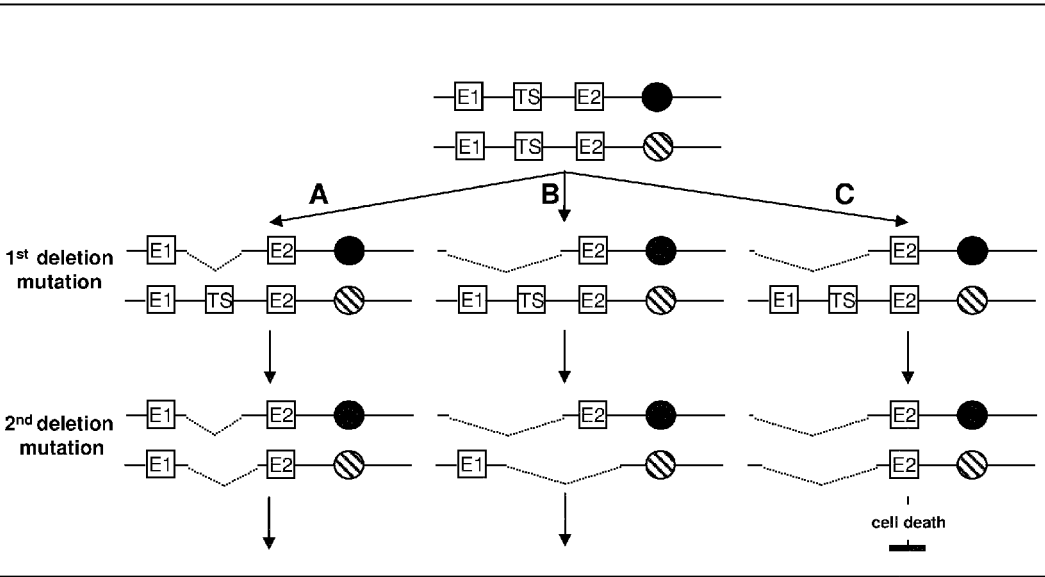 E1 TS E2
E1 TS E2
A B C
1st deletion mutation
E1 E2 E2 E2
E1 TS E2 E1 TS E2 E1 TS E2
2nd deletion mutation
E1 E2 E2 E2
E1 E2 E1 E2
cell death